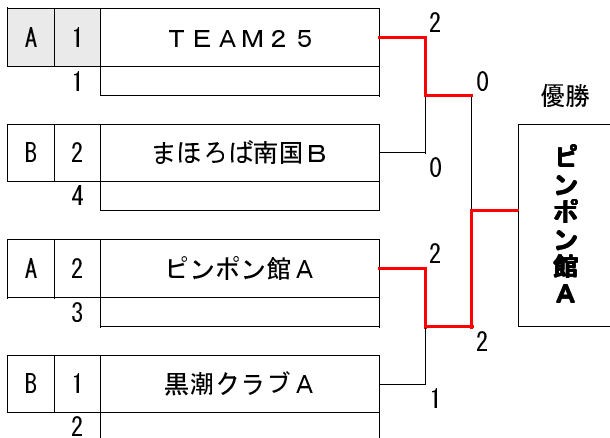 A 1 ＴＥＡＭ２５ 2
1
0
優勝
B 2 まほろば南国Ｂ 0
4
ピンポン館Ａ
A 2 ピンポン館Ａ 2
3
2
B 1 黒潮クラブＡ 1
2